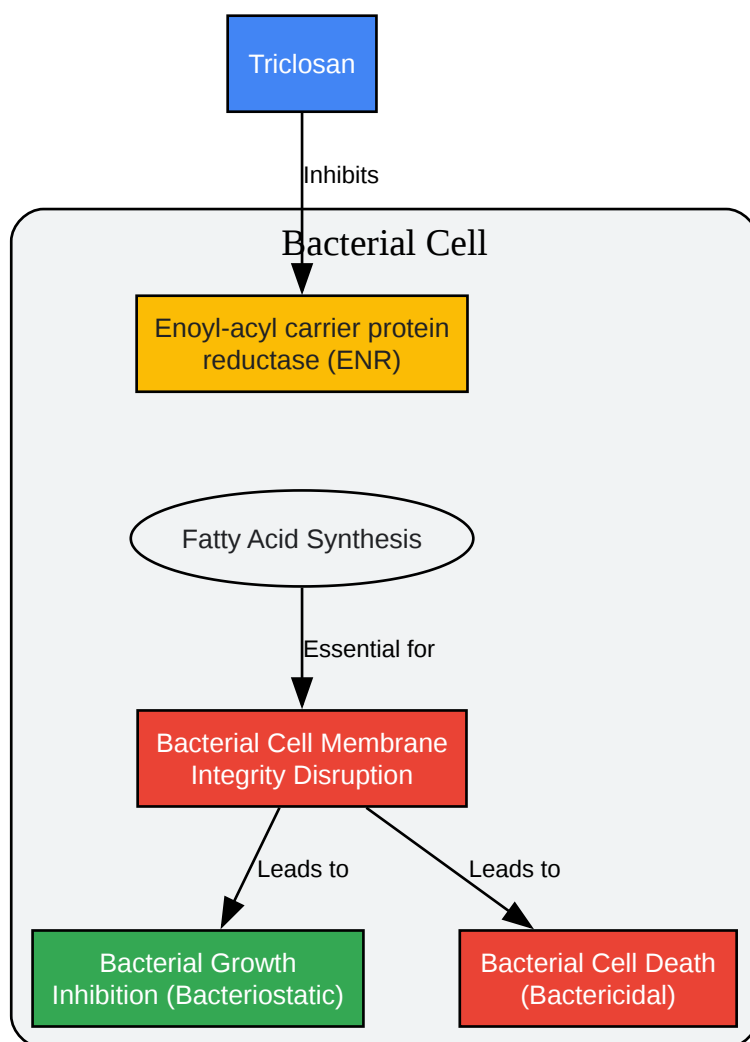 Triclosan
Inhibits
Bacterial Cell
Enoyl-acyl carrier protein
reductase (ENR)
Fatty Acid Synthesis
Essential for
Bacterial Cell Membrane
Integrity Disruption
Leads to
Leads to
Bacterial Growth
Inhibition (Bacteriostatic)
Bacterial Cell Death
(Bactericidal)